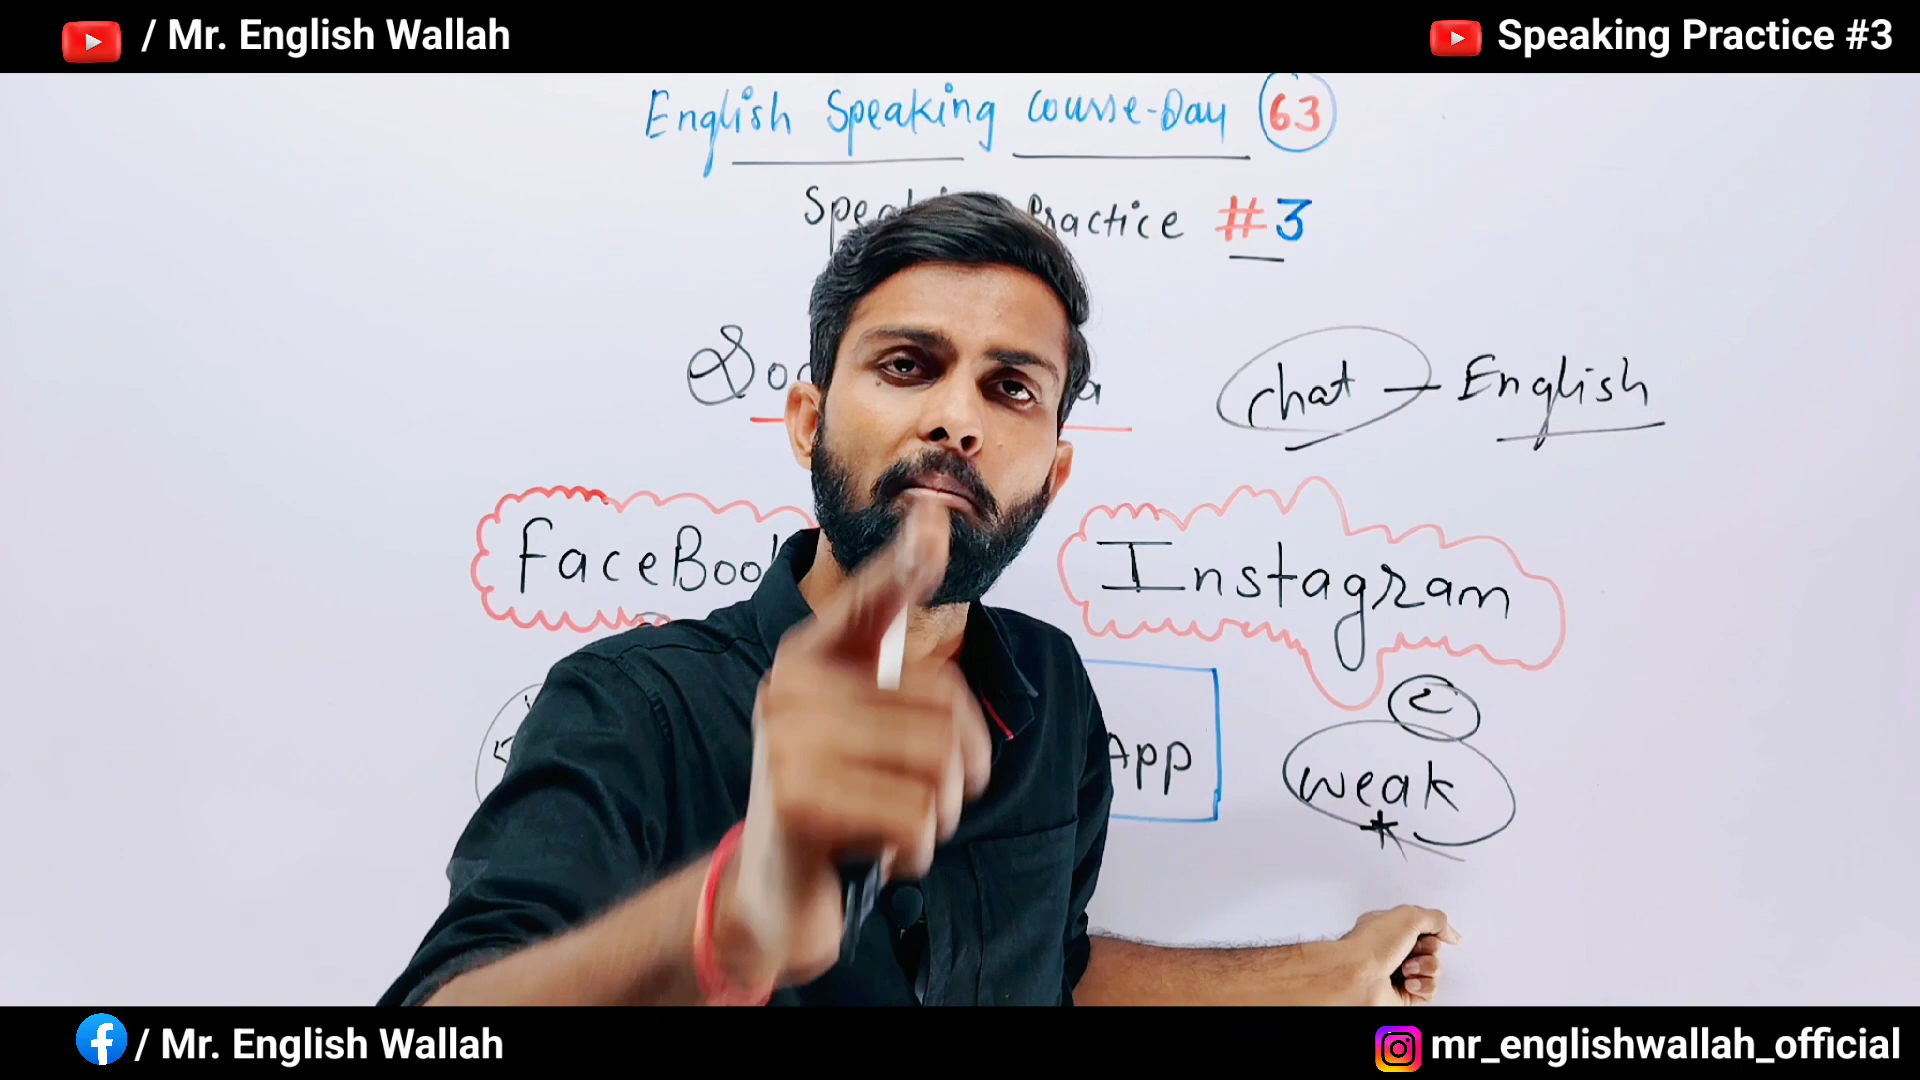 / Mr. English Wallah
Speaking Practice #3
English Speaking Course-Day 63
Practice #3
chat - English
Instagram
2
App
weak
/ Mr. English Wallah
mr_englishwallah_official